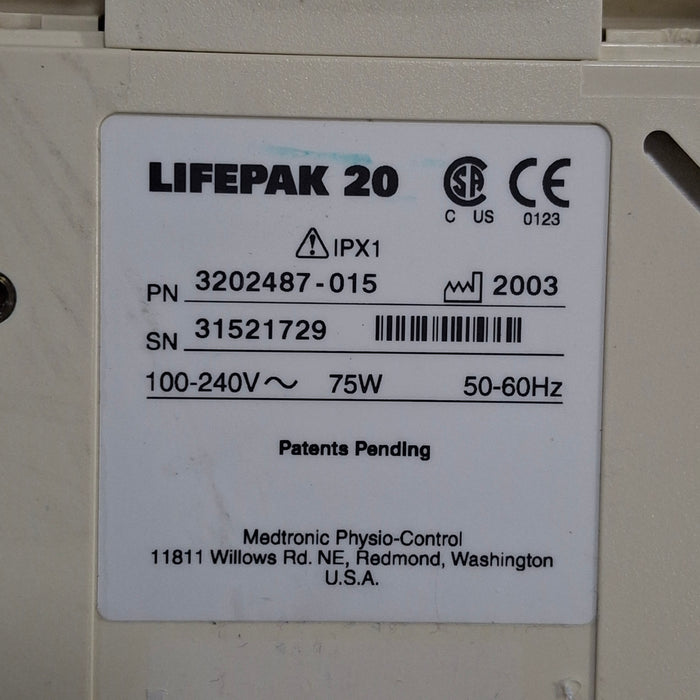 LIFEPAK 20
C US 0123
IPX1
PN 3202487-015 2003
SN 31521729
100-240V~ 75W 50-60Hz
Patents Pending
Medtronic Physio-Control
11811 Willows Rd. NE, Redmond, Washington
U.S.A.